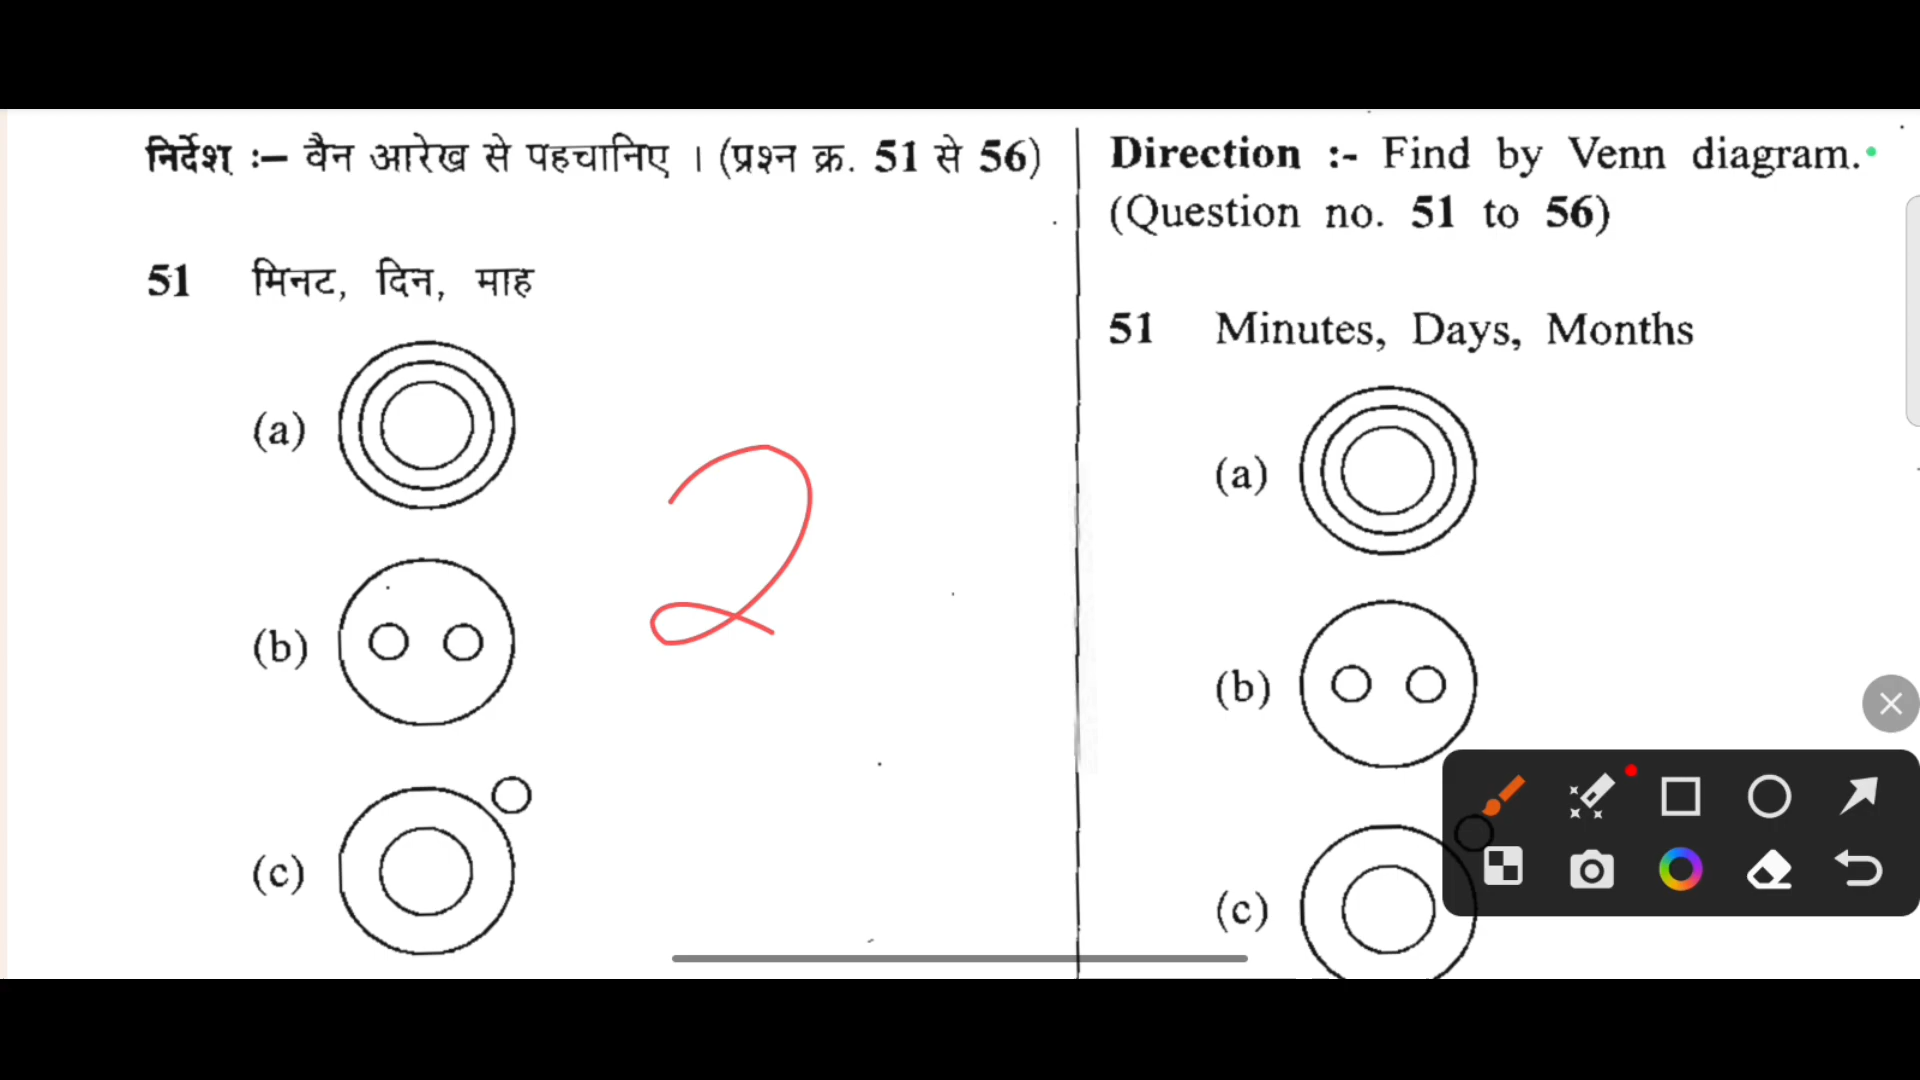 निर्देश :– वैन आरेख से पहचानिए । (प्रश्न क्र. 51 से 56)
51 मिनट, दिन, माह
(a)
(b)
(c)
2
Direction :- Find by Venn diagram.
(Question no. 51 to 56)
51 Minutes, Days, Months
(a)
(b)
(c)